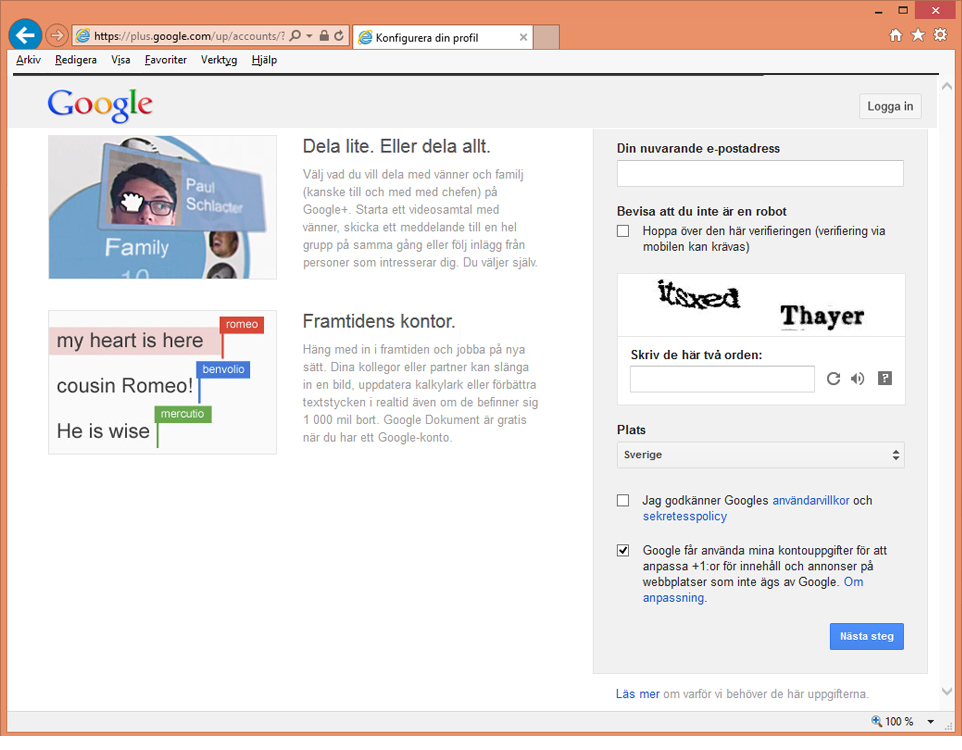 https://plus.google.com/up/accounts/?
Konfigurera din profil
Arkiv Redigera Visa Favoriter Verktyg Hjälp
Google
Logga in
Paul
Schlacter
Family
10
Dela lite. Eller dela allt.
Välj vad du vill dela med vänner och familj
(kanske till och med med chefen) på
Google+. Starta ett videosamtal med
vänner, skicka ett meddelande till en hel
grupp på samma gång eller följ inlägg från
personer som intresserar dig. Du väljer själv.
romeo
my heart is here
benvolio
cousin Romeo!
mercutio
He is wise
Framtidens kontor.
Häng med in i framtiden och jobba på nya
sätt. Dina kollegor eller partner kan slänga
in en bild, uppdatera kalkylark eller förbättra
textstycken i realtid även om de befinner sig
1 000 mil bort. Google Dokument är gratis
när du har ett Google-konto.
Din nuvarande e-postadress
Bevisa att du inte är en robot
Hoppa över den här verifieringen (verifiering via
mobilen kan krävas)
itsxed Thayer
Skriv de här två orden:
?
Plats
Sverige
Jag godkänner Googles användarvillkor och
sekretesspolicy
Google får använda mina kontouppgifter för att
anpassa +1:or för innehåll och annonser på
webbplatser som inte ägs av Google. Om
anpassning.
Nästa steg
Läs mer om varför vi behöver de här uppgifterna.
100 %